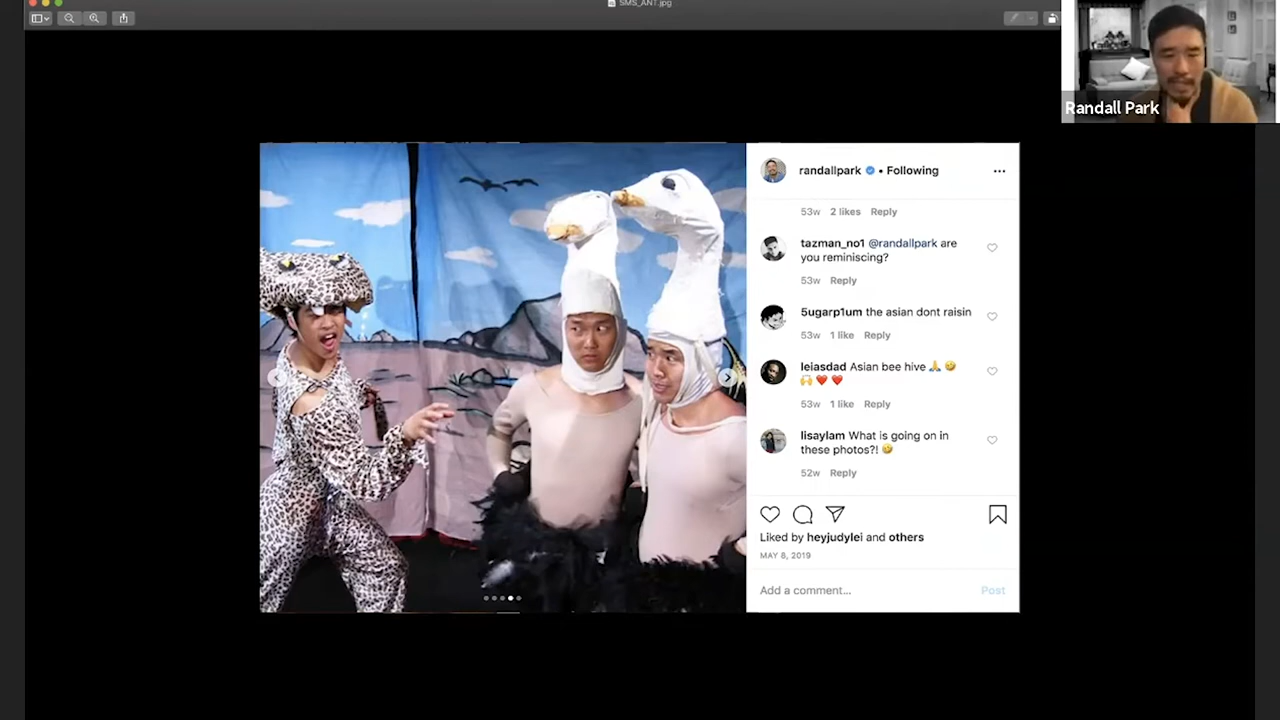 SMS_ANT.jpg
Randall Park
randallpark • Following
53w 2 likes Reply
tazman_no1 @randallpark are
you reminiscing?
53w Reply
5ugarp1um the asian dont raisin
53w 1 like Reply
leiasdad Asian bee hive 🙏 🤣
🙌 ❤️ ❤️
53w 1 like Reply
lisaylam What is going on in
these photos?! 🤣
52w Reply
Liked by heyjudylei and others
MAY 8, 2019
Add a comment... Post